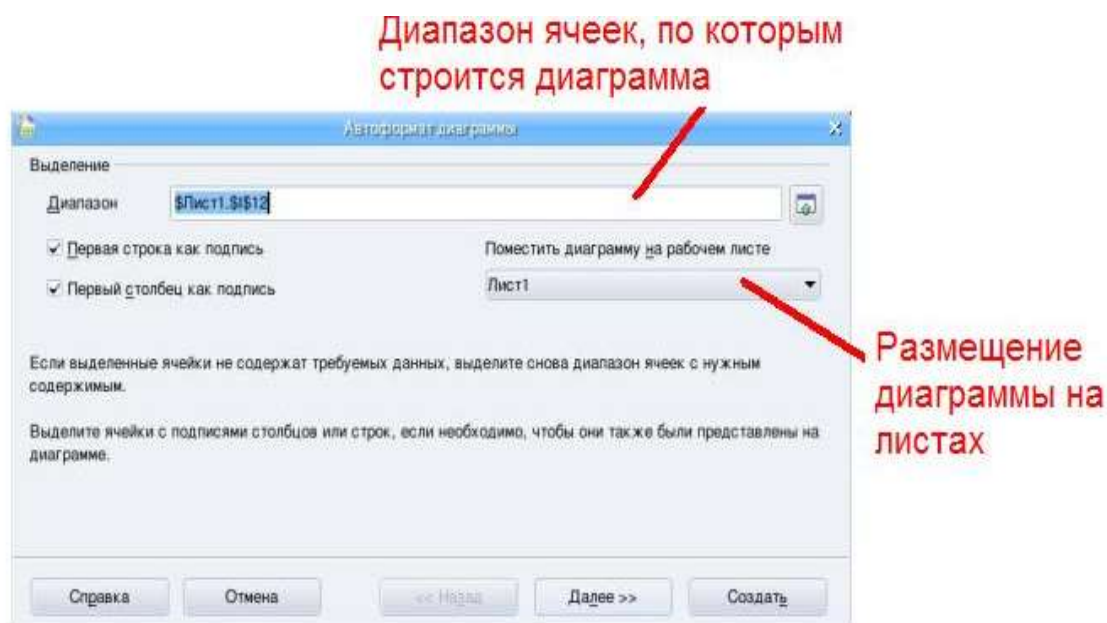 Диапазон ячеек, по которым
строится диаграмма
Автоформат диаграммы
Выделение
Диапазон $Лист1.$I$12
Первая строка как подпись
Поместить диаграмму на рабочем листе
Первый столбец как подпись
Лист1
Размещение
диаграммы на
листах
Если выделенные ячейки не содержат требуемых данных, выделите снова диапазон ячеек с нужным
содержимым.
Выделите ячейки с подписями столбцов или строк, если необходимо, чтобы они также были представлены на
диаграмме.
Справка Отмена << Назад Далее >> Создать